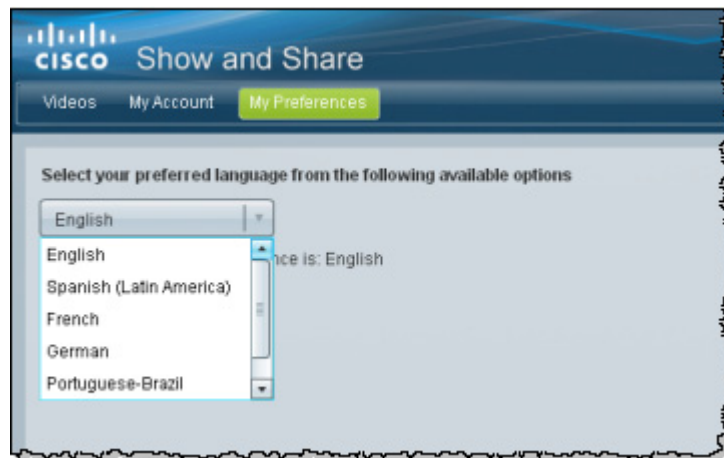 CISCO Show and Share
Videos My Account My Preferences
Select your preferred language from the following available options
English
English
nce is: English
Spanish (Latin America)
French
German
Portuguese-Brazil